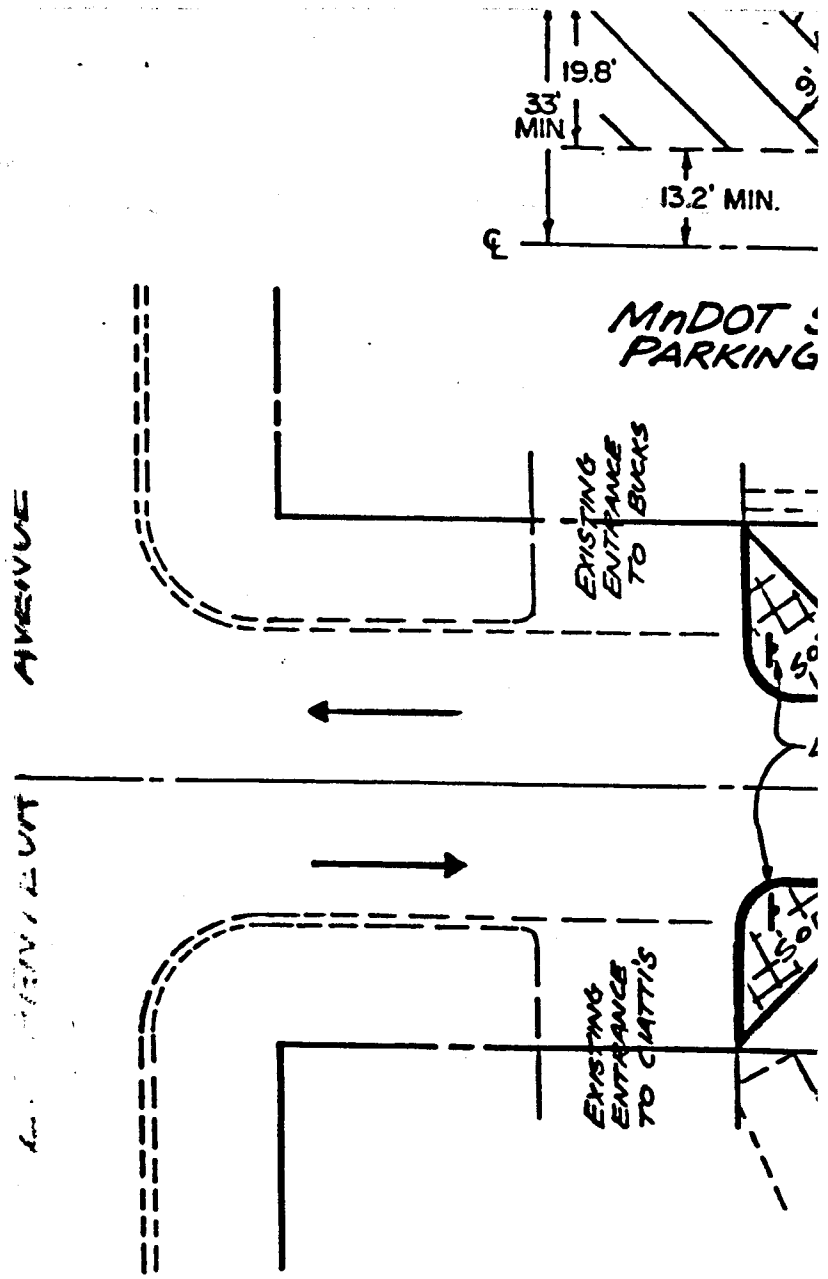 19.8'
33'
MIN
9'
13.2' MIN.
℄
MnDOT S
PARKING
EXISTING
ENTRANCE
TO BUCKS
AVENUE
EXISTING
ENTRANCE
TO CIATTI'S